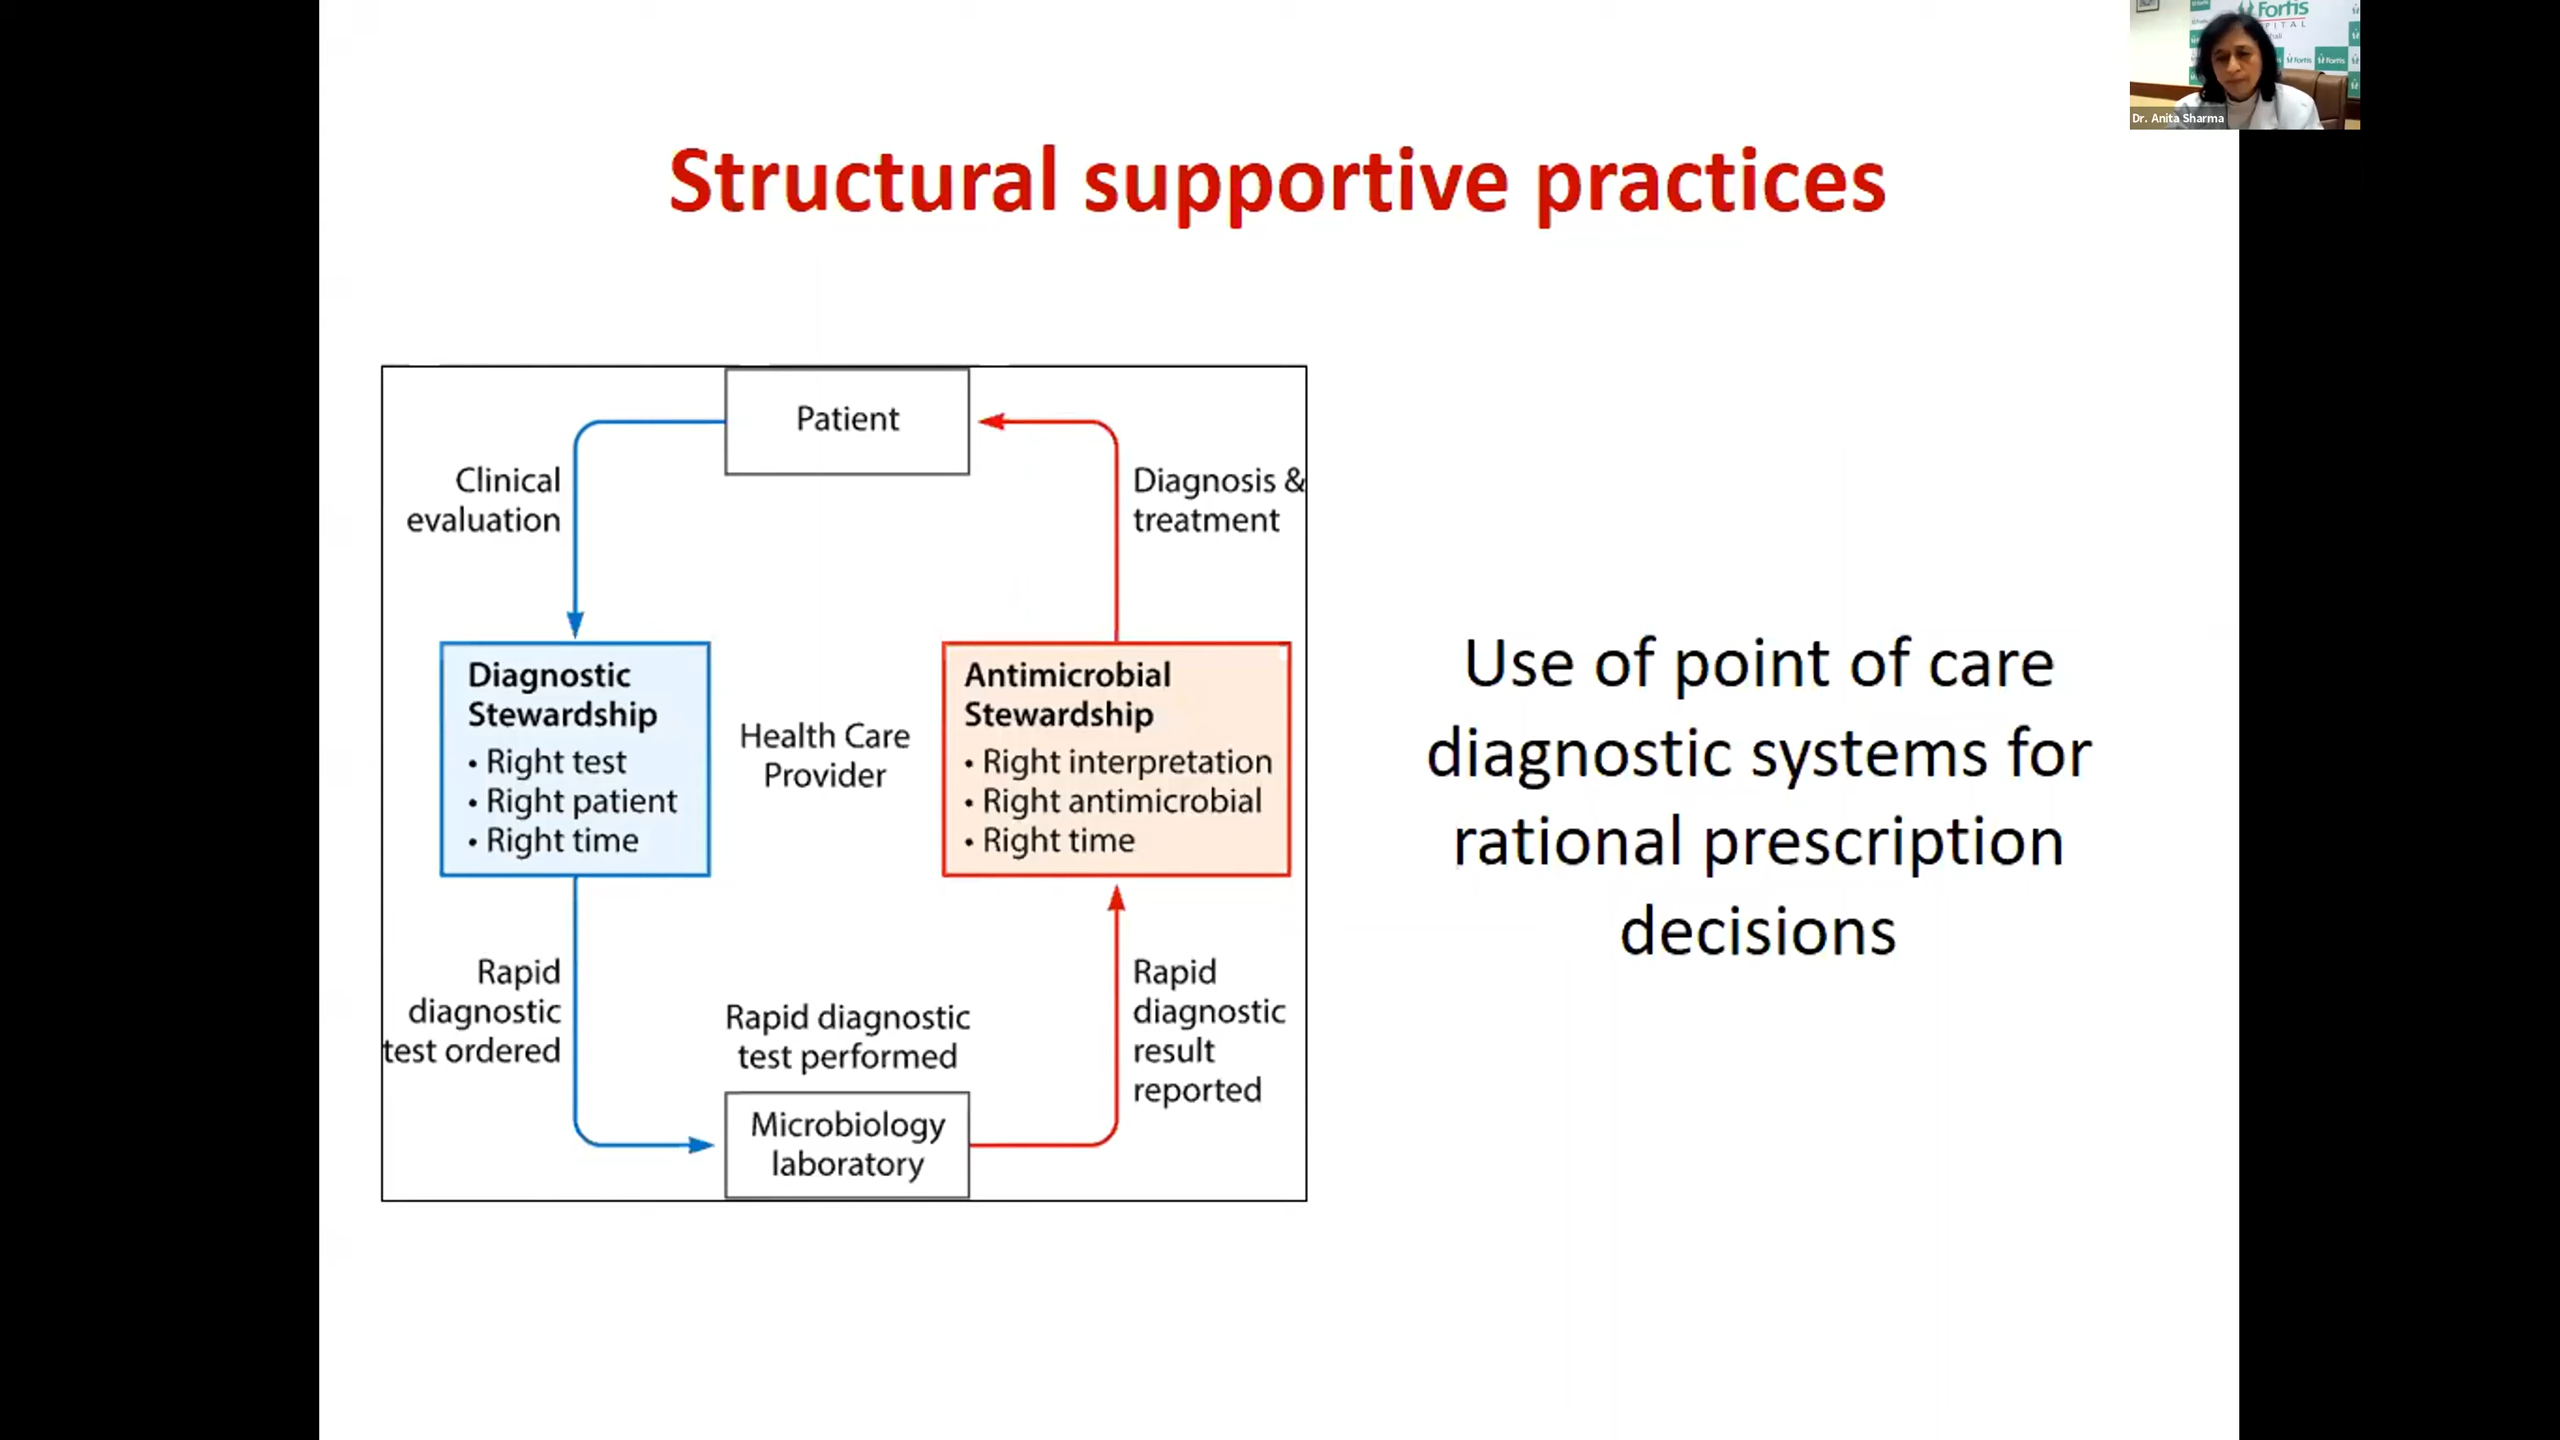 Fortis
Fortis
Fortis
Dr. Anita Sharma
Structural supportive practices
Patient
Clinical
evaluation
Diagnosis &
treatment
Diagnostic
Stewardship
• Right test
• Right patient
• Right time
Health Care
Provider
Antimicrobial
Stewardship
• Right interpretation
• Right antimicrobial
• Right time
Rapid
diagnostic
test ordered
Rapid diagnostic
test performed
Rapid
diagnostic
result
reported
Microbiology
laboratory
Use of point of care
diagnostic systems for
rational prescription
decisions